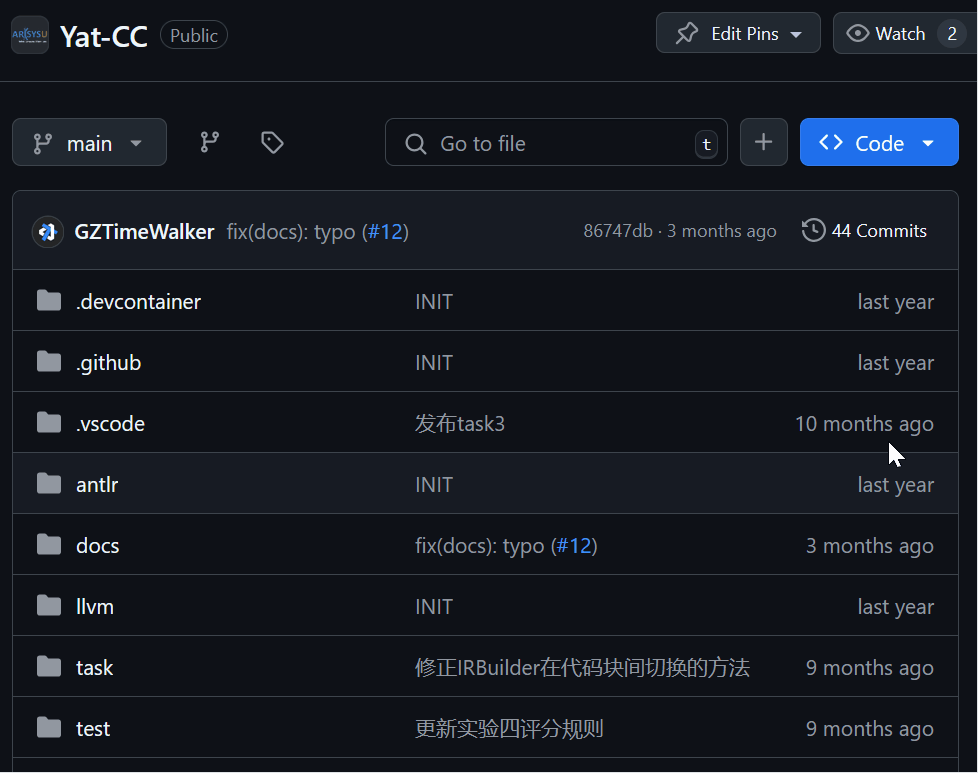 ARCSYSU
Yat-CC Public Edit Pins Watch 2
main Go to file t Code
GZTimeWalker fix(docs): typo (#12) 86747db · 3 months ago 44 Commits
.devcontainer INIT last year
.github INIT last year
.vscode 发布task3 10 months ago
antlr INIT last year
docs fix(docs): typo (#12) 3 months ago
llvm INIT last year
task 修正IRBuilder在代码块间切换的方法 9 months ago
test 更新实验四评分规则 9 months ago